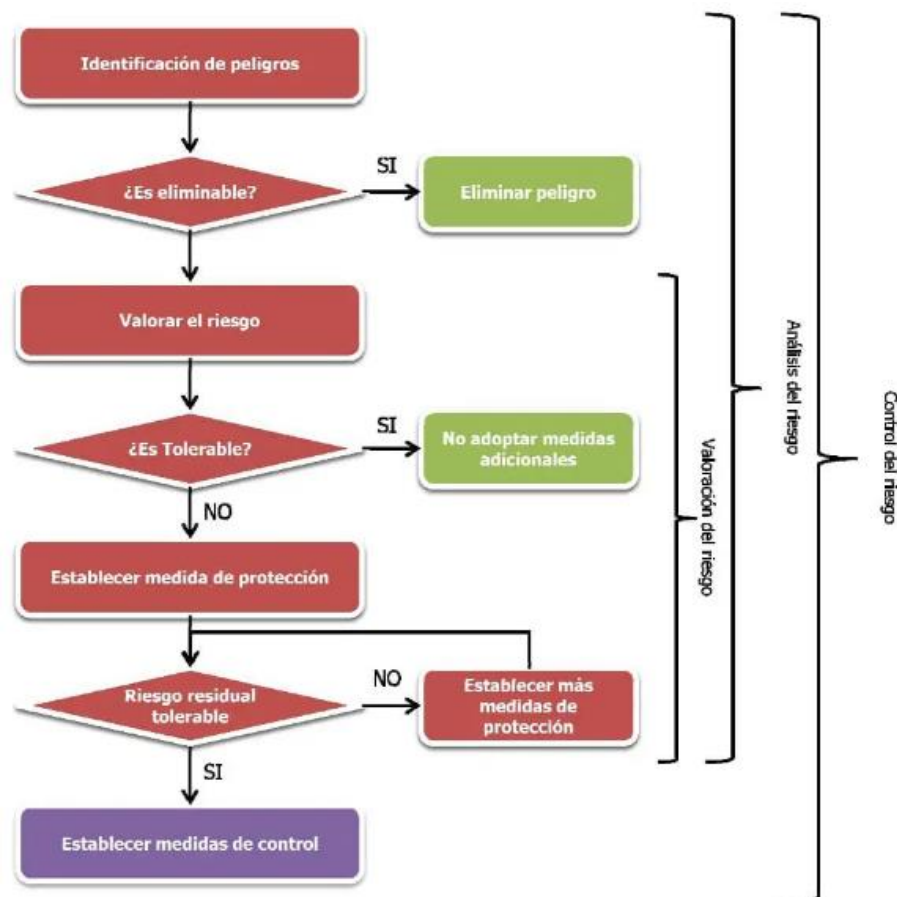 Identificación de peligros
¿Es eliminable?
SI
Eliminar peligro
Valorar el riesgo
¿Es Tolerable?
SI
No adoptar medidas
adicionales
NO
Establecer medida de protección
Riesgo residual
tolerable
NO
Establecer más
medidas de
protección
SI
Establecer medidas de control
Valoración del riesgo
Análisis del riesgo
Control del riesgo